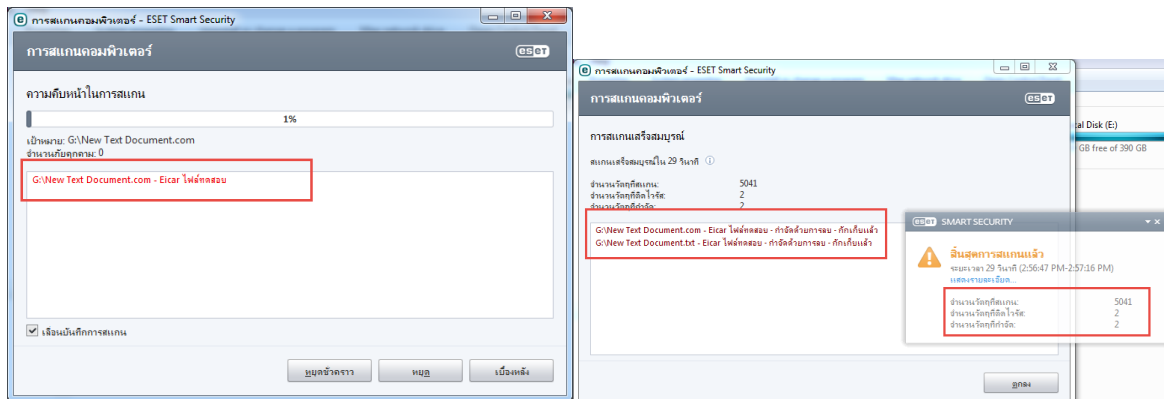 การสแกนคอมพิวเตอร์ - ESET Smart Security
การสแกนคอมพิวเตอร์
eset
ความคืบหน้าในการสแกน
1%
เป้าหมาย: G:\New Text Document.com
จำนวนภัยคุกคาม: 0
G:\New Text Document.com - Eicar ไฟล์ทดสอบ
เลื่อนบันทึกการสแกน
หยุดชั่วคราว
หยุด
เบื้องหลัง
การสแกนคอมพิวเตอร์ - ESET Smart Security
การสแกนคอมพิวเตอร์
eset
การสแกนเสร็จสมบูรณ์
สแกนเสร็จสมบูรณ์ใน 29 วินาที
จำนวนวัตถุที่สแกน: 5041
จำนวนวัตถุที่ติดไวรัส: 2
จำนวนวัตถุที่กำจัด: 2
G:\New Text Document.com - Eicar ไฟล์ทดสอบ - กำจัดด้วยการลบ - กักเก็บแล้ว
G:\New Text Document.txt - Eicar ไฟล์ทดสอบ - กำจัดด้วยการลบ - กักเก็บแล้ว
ตกลง
cal Disk (E:)
GB free of 390 GB
eset SMART SECURITY
สิ้นสุดการสแกนแล้ว
ระยะเวลา 29 วินาที (2:56:47 PM-2:57:16 PM)
แสดงรายละเอียด...
จำนวนวัตถุที่สแกน: 5041
จำนวนวัตถุที่ติดไวรัส: 2
จำนวนวัตถุที่กำจัด: 2